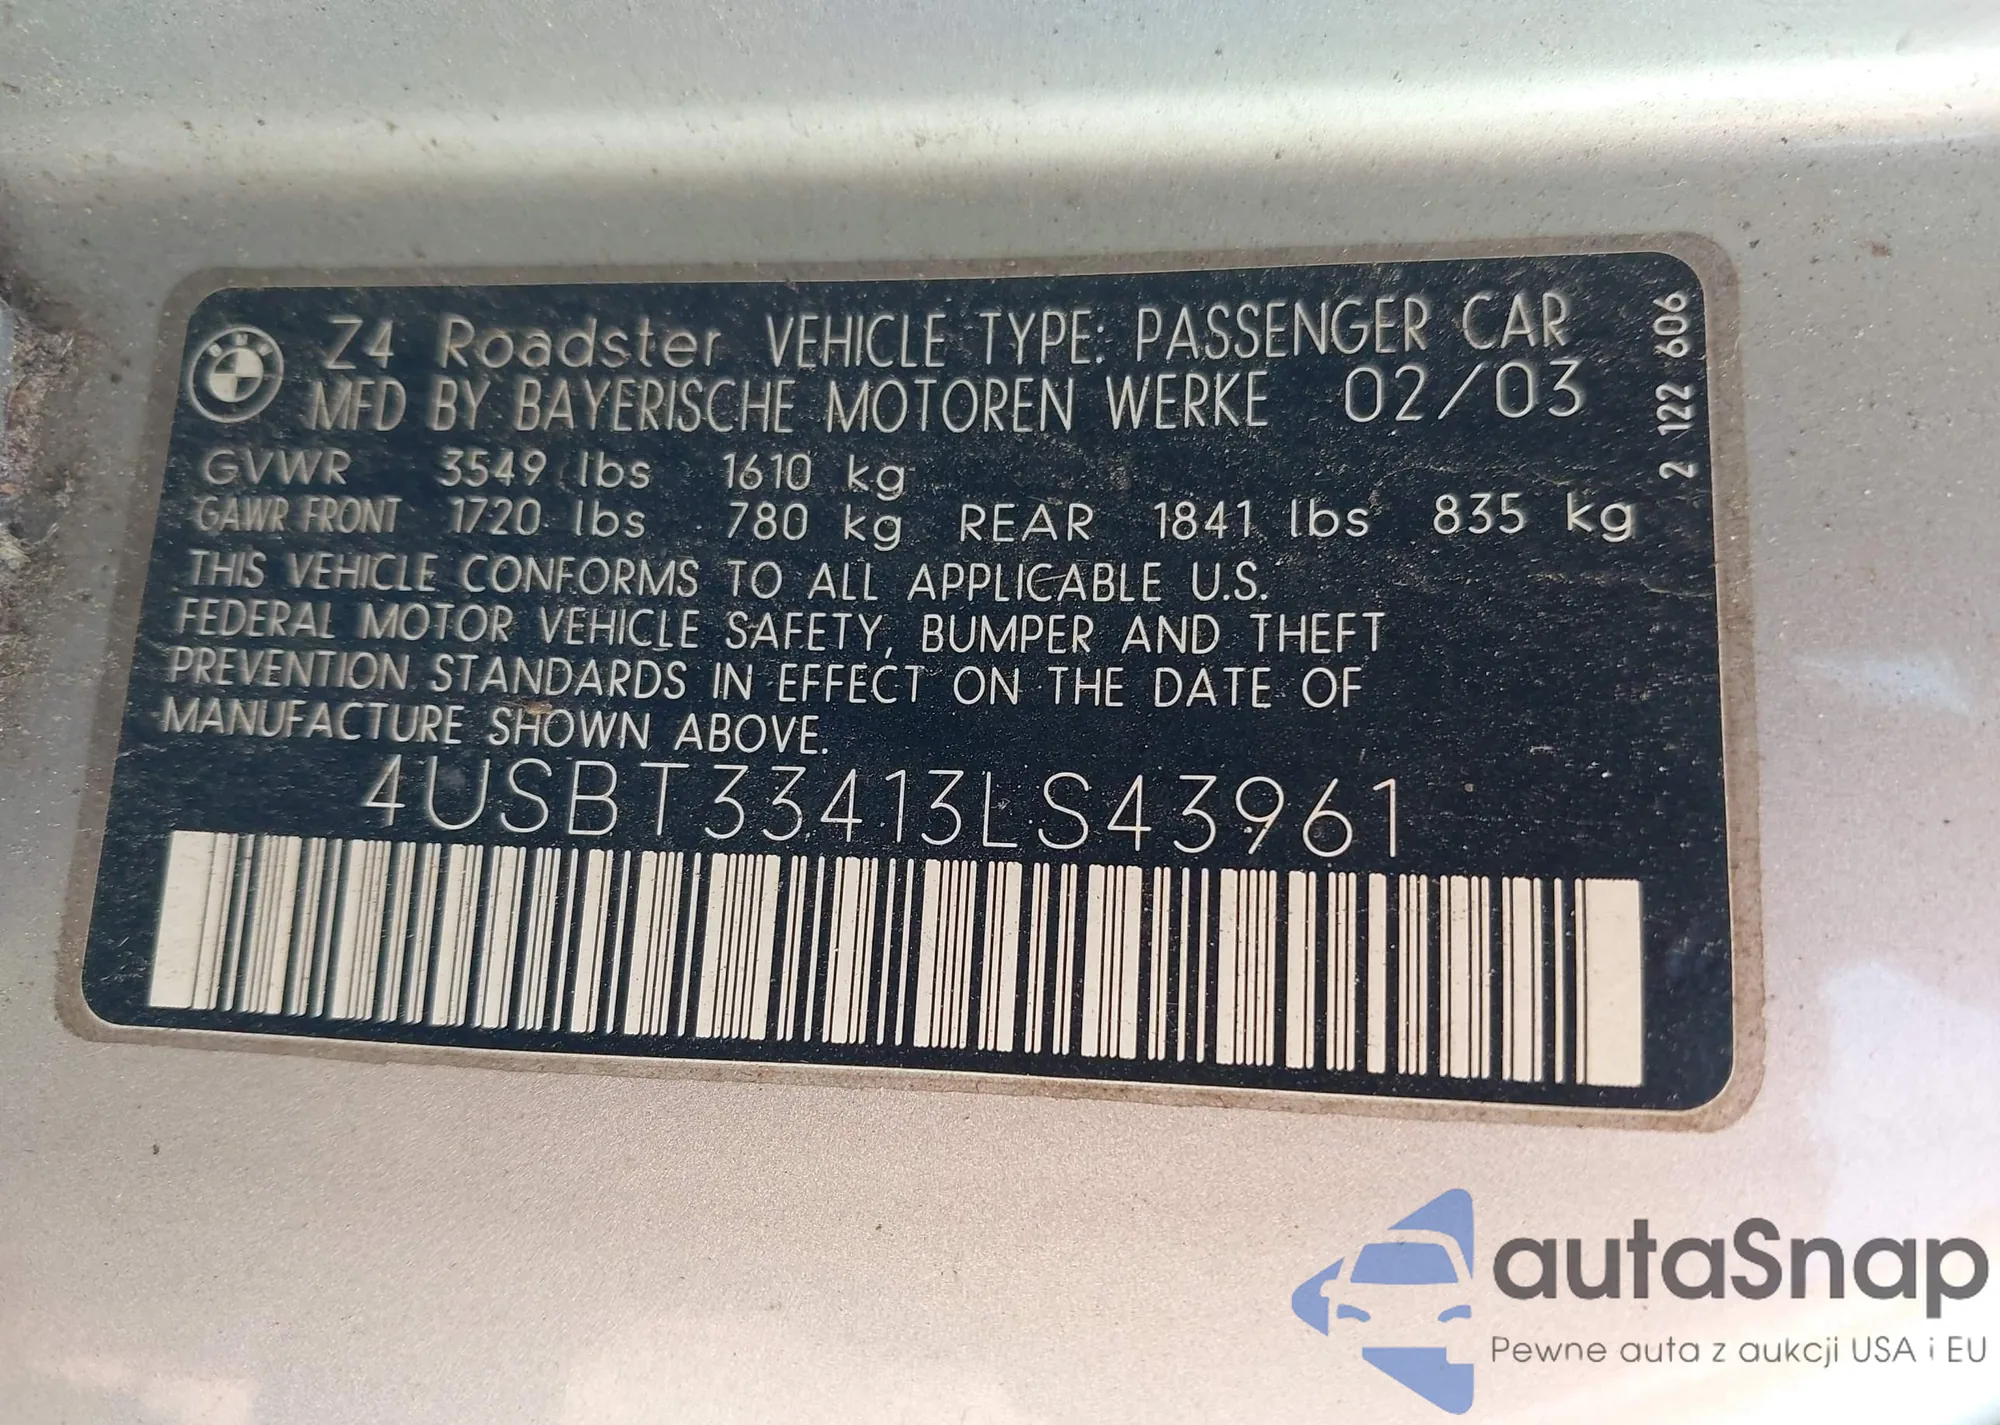 BMW
Z4 Roadster VEHICLE TYPE: PASSENGER CAR
MFD BY BAYERISCHE MOTOREN WERKE 02/03
GVWR 3549 lbs 1610 kg
GAWR FRONT 1720 lbs 780 kg REAR 1841 lbs 835 kg
THIS VEHICLE CONFORMS TO ALL APPLICABLE U.S.
FEDERAL MOTOR VEHICLE SAFETY, BUMPER AND THEFT
PREVENTION STANDARDS IN EFFECT ON THE DATE OF
MANUFACTURE SHOWN ABOVE.
4USBT33413LS43961
2 122 606
autaSnap
Pewne auta z aukcji USA i EU